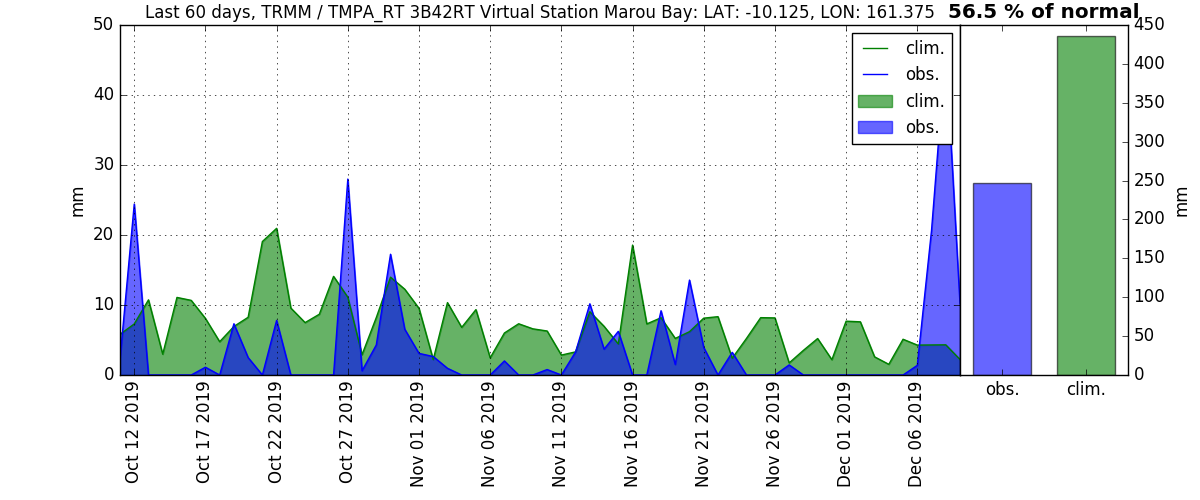 Last 60 days, TRMM / TMPA_RT 3B42RT Virtual Station Marou Bay: LAT: -10.125, LON: 161.375
56.5 % of normal
50
40
30
20
10
0
mm
clim.
obs.
clim.
obs.
450
400
350
300
250
200
150
100
50
0
mm
Oct 12 2019
Oct 17 2019
Oct 22 2019
Oct 27 2019
Nov 01 2019
Nov 06 2019
Nov 11 2019
Nov 16 2019
Nov 21 2019
Nov 26 2019
Dec 01 2019
Dec 06 2019
obs.
clim.